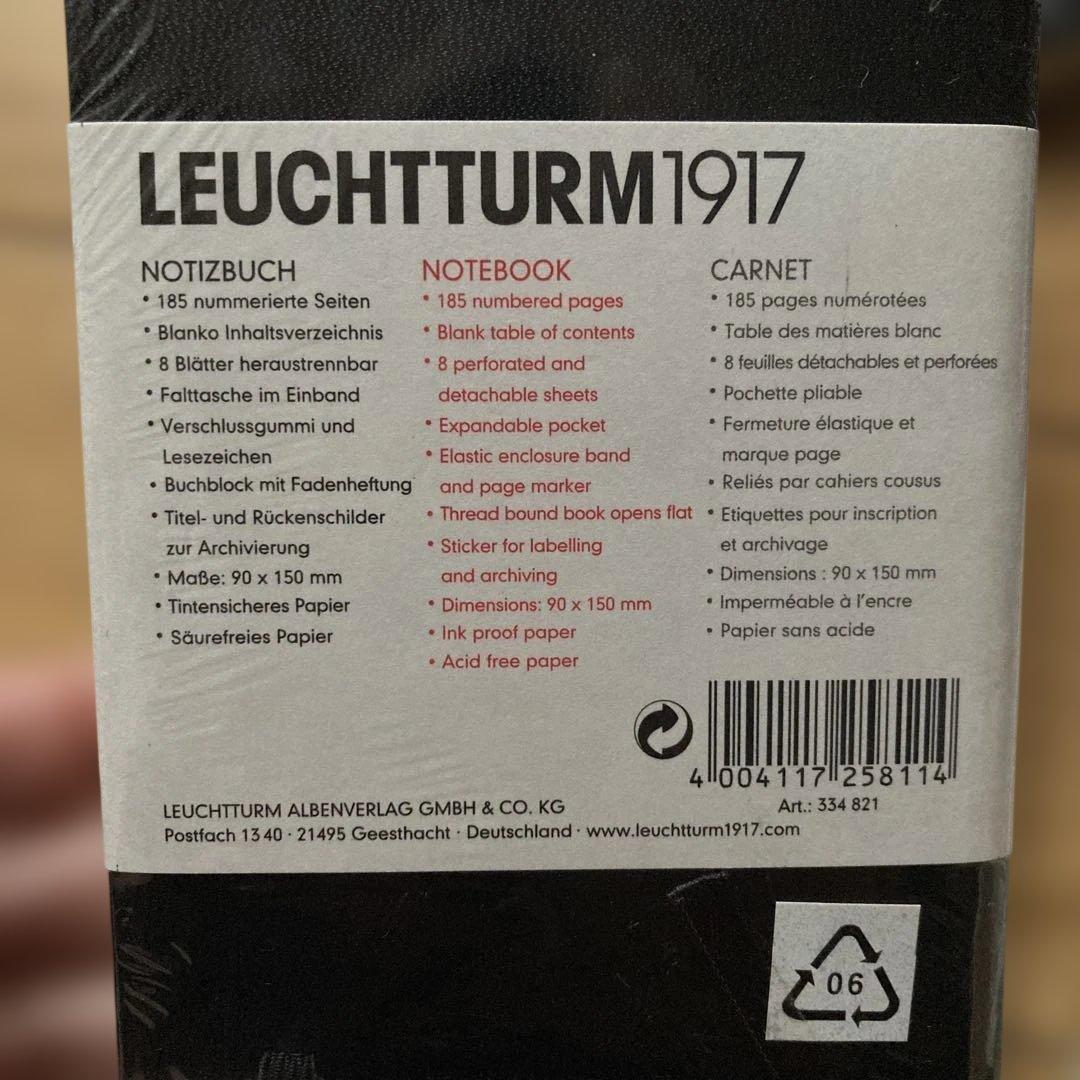 LEUCHTTURM1917
NOTIZBUCH
• 185 nummerierte Seiten
• Blanko Inhaltsverzeichnis
• 8 Blätter heraustrennbar
• Falttasche im Einband
• Verschlussgummi und
Lesezeichen
• Buchblock mit Fadenheftung
• Titel- und Rückenschilder
zur Archivierung
• Maße: 90 x 150 mm
• Tintensicheres Papier
• Säurefreies Papier
NOTEBOOK
• 185 numbered pages
• Blank table of contents
• 8 perforated and
detachable sheets
• Expandable pocket
• Elastic enclosure band
and page marker
• Thread bound book opens flat
• Sticker for labelling
and archiving
• Dimensions: 90 x 150 mm
• Ink proof paper
• Acid free paper
CARNET
• 185 pages numérotées
• Table des matières blanc
• 8 feuilles détachables et perforées
• Pochette pliable
• Fermeture élastique et
marque page
• Reliés par cahiers cousus
• Etiquettes pour inscription
et archivage
• Dimensions : 90 x 150 mm
• Imperméable à l'encre
• Papier sans acide
4 004117 258114
Art.: 334 821
LEUCHTTURM ALBENVERLAG GMBH & CO. KG
Postfach 13 40 · 21495 Geesthacht · Deutschland · www.leuchtturm1917.com
06